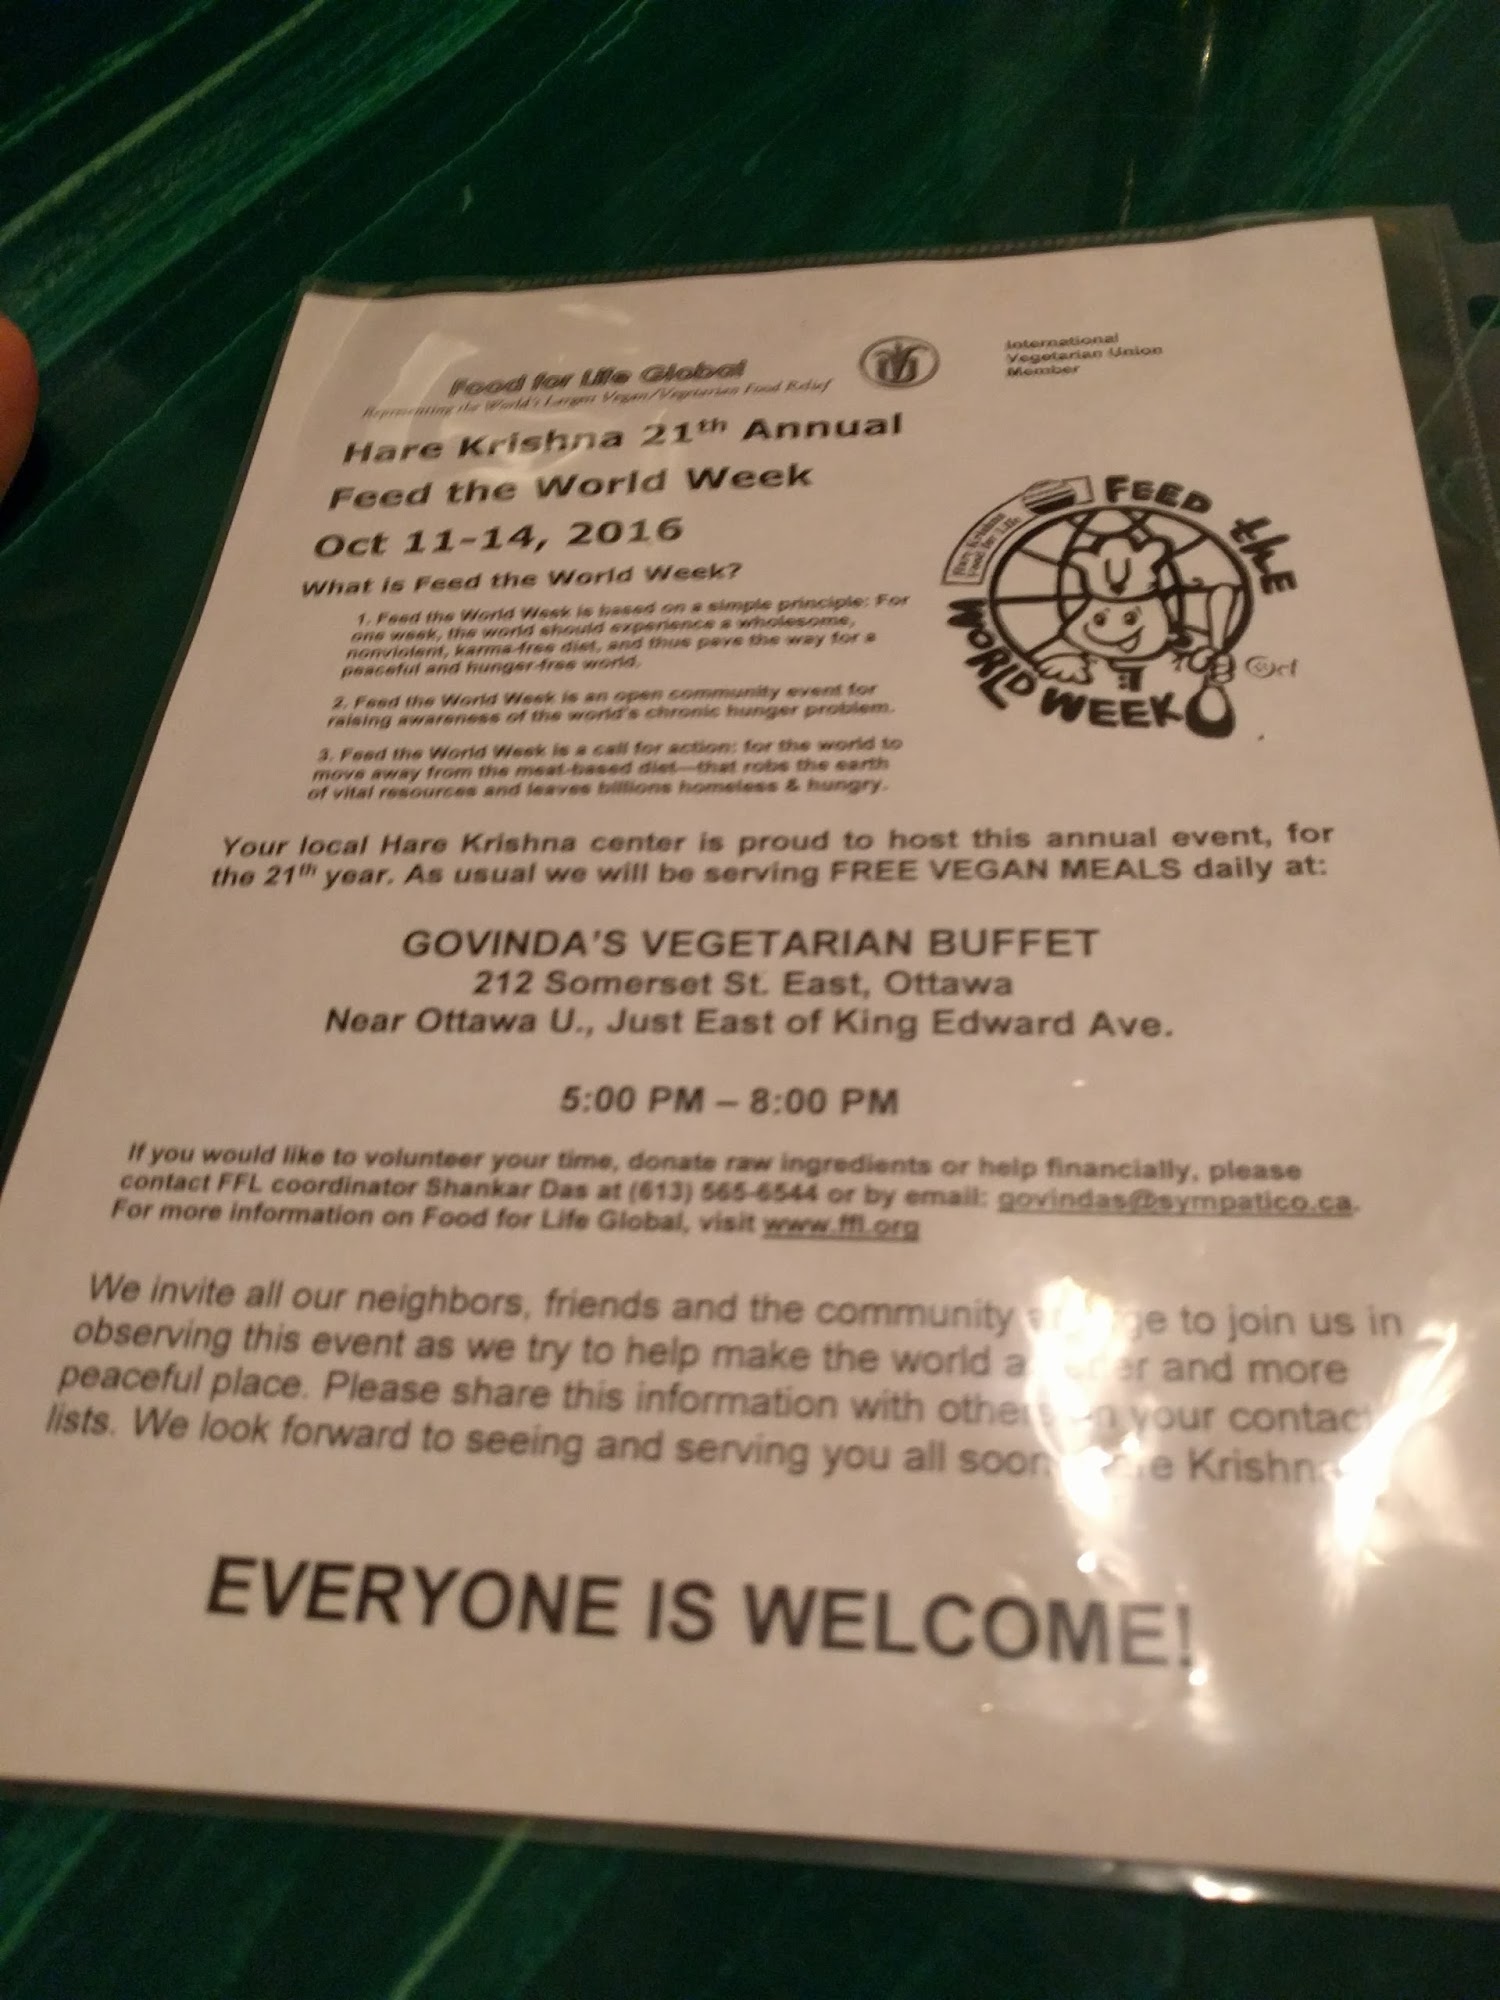 Food for Life Global
Representing the World's Largest Vegan/Vegetarian Food Relief
International
Vegetarian Union
Member
Hare Krishna 21th Annual
Feed the World Week
Oct 11-14, 2016
What is Feed the World Week?
1. Feed the World Week is based on a simple principle: For
one week, the world should experience a wholesome,
nonviolent, karma-free diet, and thus pave the way for a
peaceful and hunger-free world.
2. Feed the World Week is an open community event for
raising awareness of the world's chronic hunger problem.
3. Feed the World Week is a call for action: for the world to
move away from the meat-based diet—that robs the earth
of vital resources and leaves billions homeless & hungry.
Hare Krishna
Food for Life
FEED the
WORLD WEEK
Your local Hare Krishna center is proud to host this annual event, for
the 21th year. As usual we will be serving FREE VEGAN MEALS daily at:
GOVINDA'S VEGETARIAN BUFFET
212 Somerset St. East, Ottawa
Near Ottawa U., Just East of King Edward Ave.
5:00 PM – 8:00 PM
If you would like to volunteer your time, donate raw ingredients or help financially, please
contact FFL coordinator Shankar Das at (613) 565-6544 or by email: govindas@sympatico.ca.
For more information on Food for Life Global, visit www.ffl.org
We invite all our neighbors, friends and the community to join us in
observing this event as we try to help make the world a and more
peaceful place. Please share this information with others your contact
lists. We look forward to seeing and serving you all soon Krishna
EVERYONE IS WELCOME!